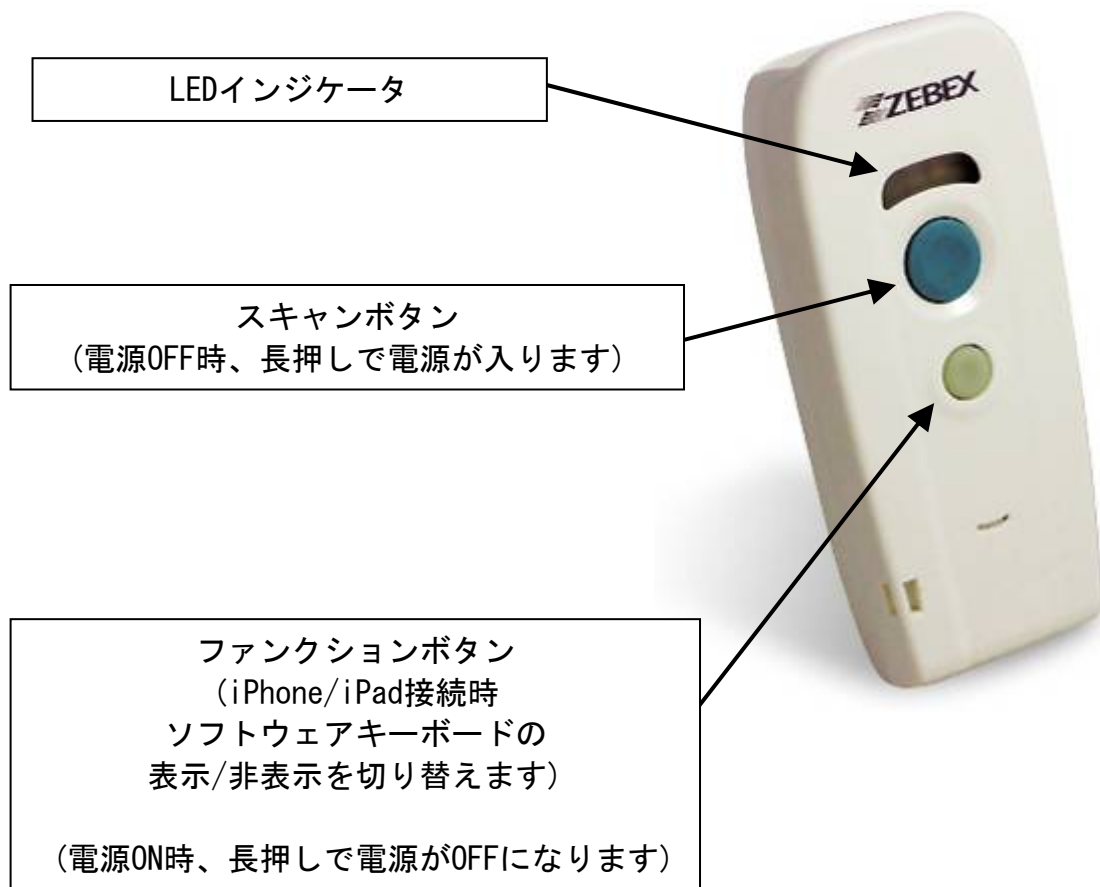 LEDインジケータ
ZEBEX
スキャンボタン
(電源OFF時、長押しで電源が入ります)
ファンクションボタン
(iPhone/iPad接続時
ソフトウェアキーボードの
表示/非表示を切り替えます)
(電源ON時、長押しで電源がOFFになります)